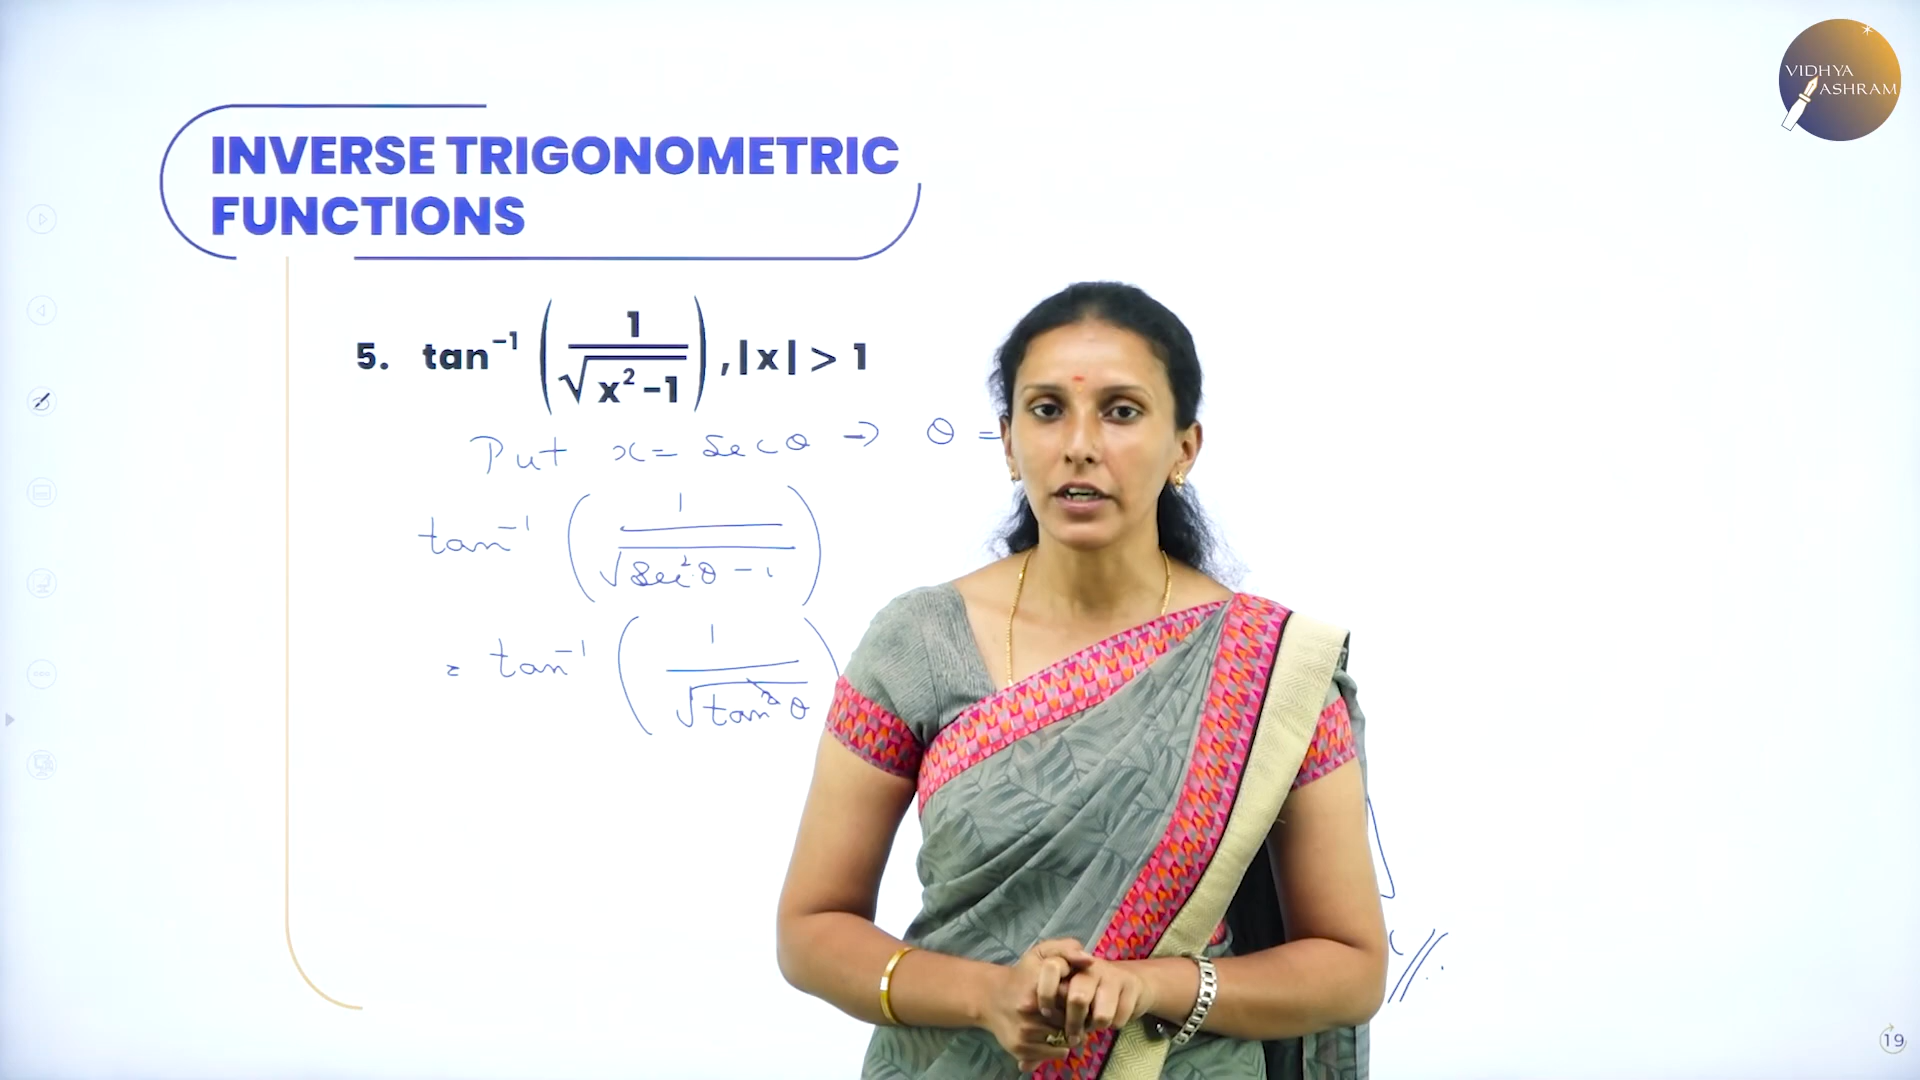 VIDHYA
ASHRAM
INVERSE TRIGONOMETRIC
FUNCTIONS
5. tan⁻¹ (1/√(x²−1)), |x| > 1
Put x = Sec θ → θ =
tan⁻¹ (1/√(Sec²θ − 1))
= tan⁻¹ (1/√(tan²θ
19